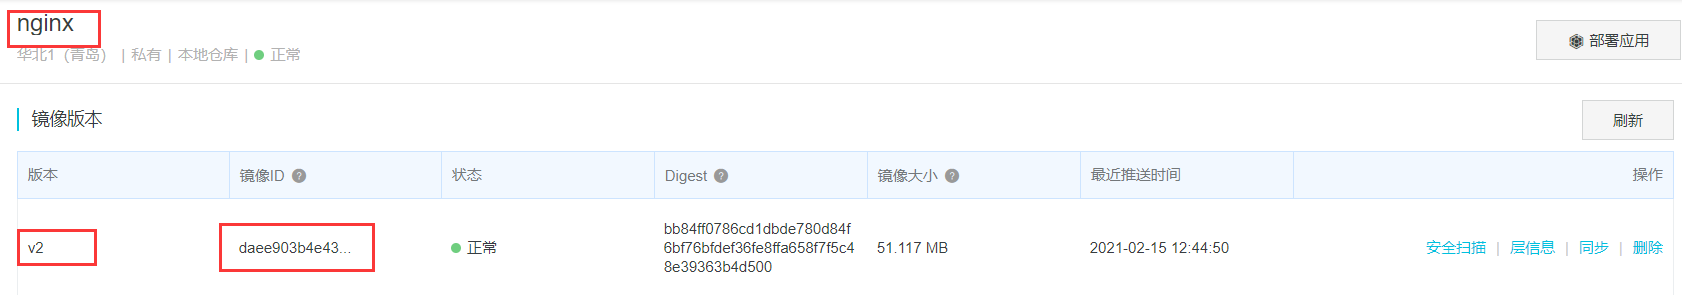 nginx
华北1（青岛） | 私有 | 本地仓库 | 正常
部署应用
镜像版本
刷新
版本 镜像ID ? 状态 Digest ? 镜像大小 ? 最近推送时间 操作
v2 daee903b4e43... 正常 bb84ff0786cd1dbde780d84f
6bf76bfdef36fe8ffa658f7f5c4
8e39363b4d500 51.117 MB 2021-02-15 12:44:50 安全扫描 | 层信息 | 同步 | 删除